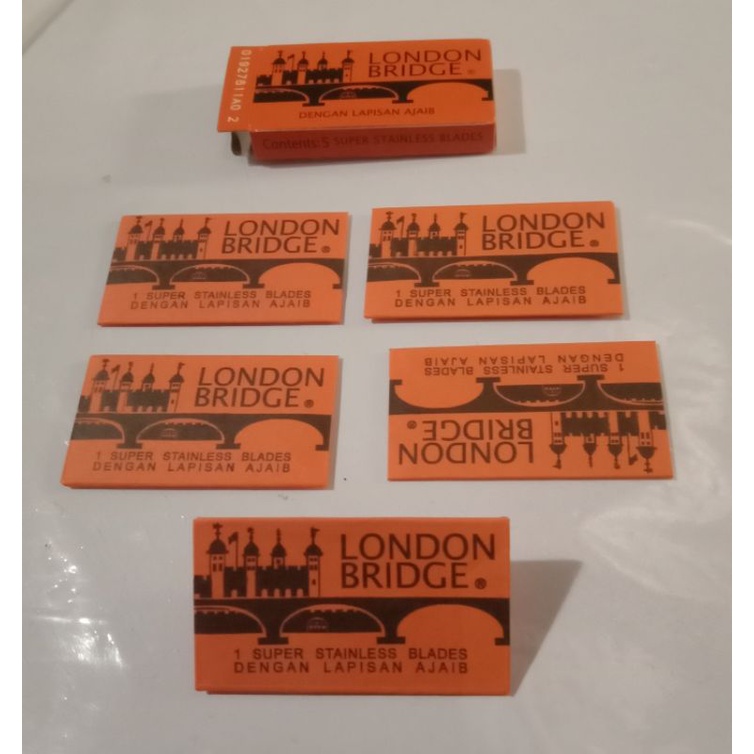 0192781IAO 2
LONDON
BRIDGE®
DENGAN LAPISAN AJAIB
Contents: 5 SUPER STAINLESS BLADES
LONDON
BRIDGE®
1 SUPER STAINLESS BLADES
DENGAN LAPISAN AJAIB
LONDON
BRIDGE®
1 SUPER STAINLESS BLADES
DENGAN LAPISAN AJAIB
LONDON
BRIDGE®
1 SUPER STAINLESS BLADES
DENGAN LAPISAN AJAIB
LONDON
BRIDGE®
1 SUPER STAINLESS BLADES
DENGAN LAPISAN AJAIB
LONDON
BRIDGE®
1 SUPER STAINLESS BLADES
DENGAN LAPISAN AJAIB